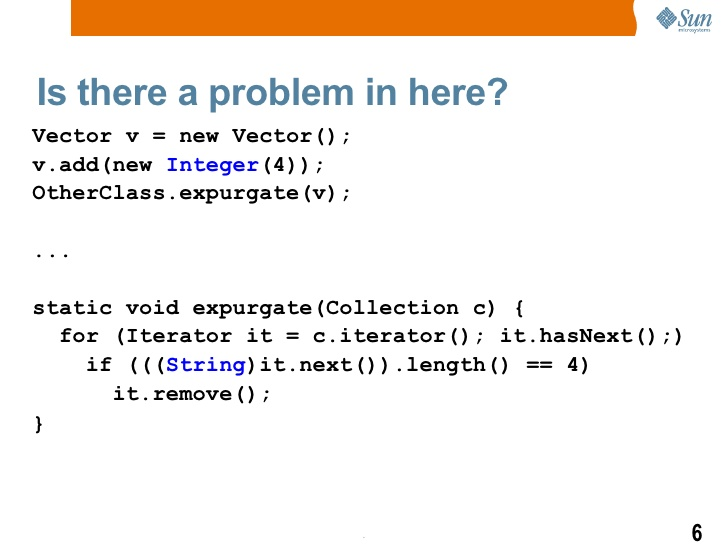 Sun
microsystems
Is there a problem in here?
Vector v = new Vector();
v.add(new Integer(4));
OtherClass.expurgate(v);
...
static void expurgate(Collection c) {
  for (Iterator it = c.iterator(); it.hasNext();)
    if (((String)it.next()).length() == 4)
      it.remove();
}
6